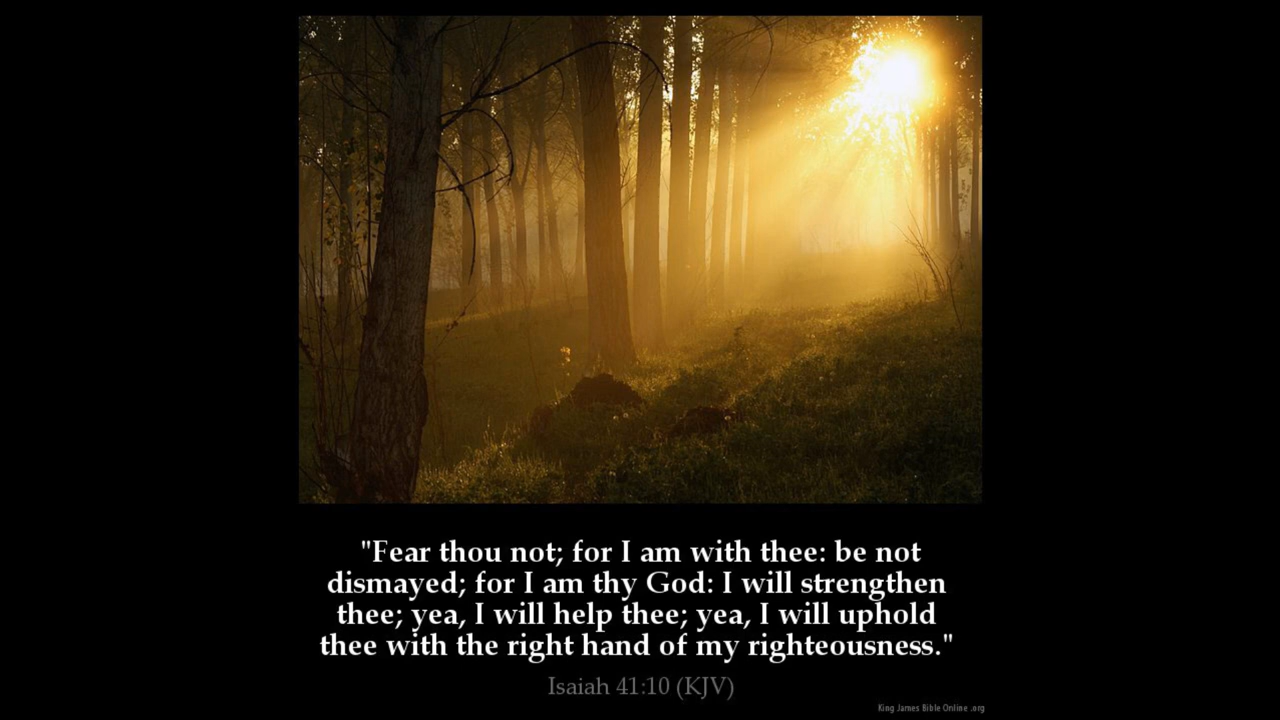 "Fear thou not; for I am with thee: be not
dismayed; for I am thy God: I will strengthen
thee; yea, I will help thee; yea, I will uphold
thee with the right hand of my righteousness."
Isaiah 41:10 (KJV)
King James Bible Online .org